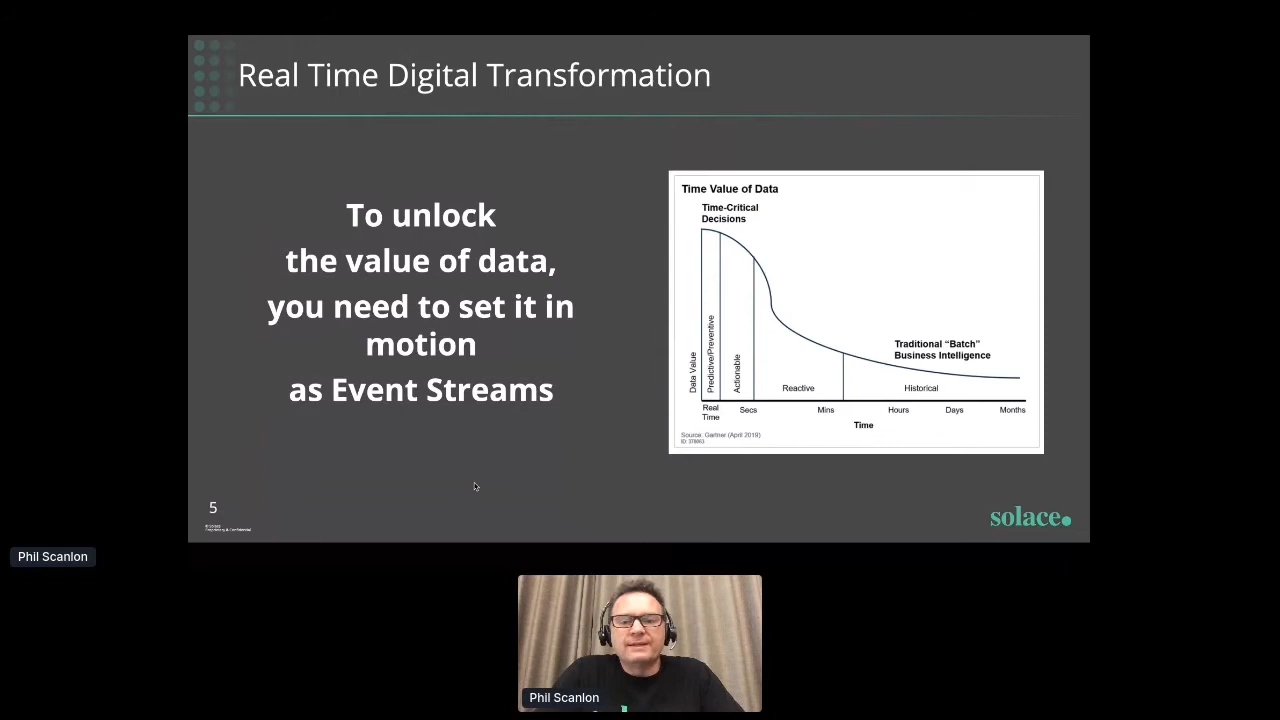 Real Time Digital Transformation
To unlock
the value of data,
you need to set it in
motion
as Event Streams
Time Value of Data
Time-Critical
Decisions
Data Value
Predictive/Preventive
Actionable
Reactive
Historical
Traditional “Batch”
Business Intelligence
Real
Time
Secs
Mins
Hours
Days
Months
Time
Source: Gartner (April 2018)
5
Proprietary & Confidential
solace.
Phil Scanlon
Phil Scanlon